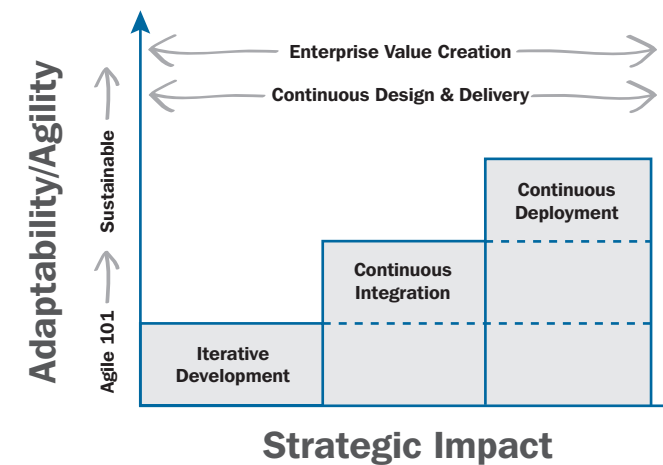 Adaptability/Agility
Sustainable
Agile 101
Enterprise Value Creation
Continuous Design & Delivery
Continuous
Deployment
Continuous
Integration
Iterative
Development
Strategic Impact